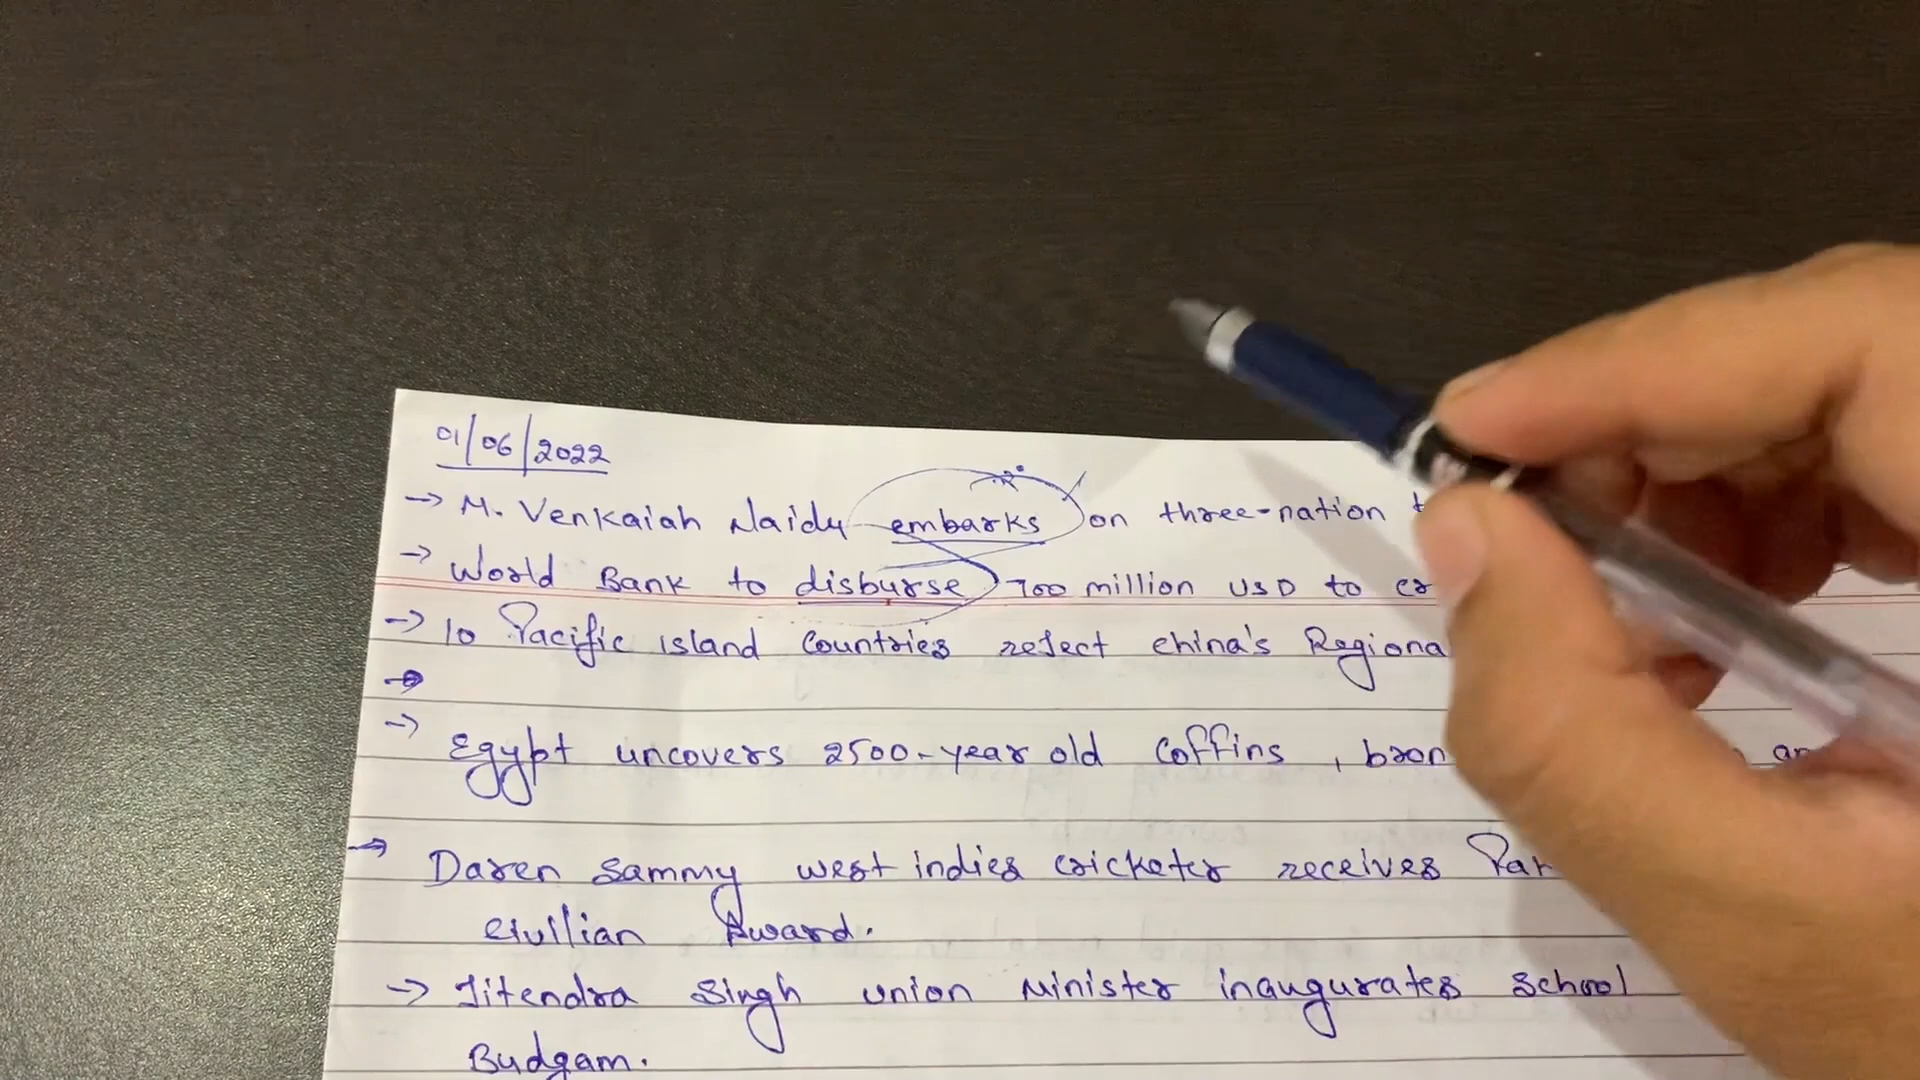 01/06/2022
→ M. Venkaiah Naidu embarks on three-nation
→ World Bank to disburse 700 million USD to
→ 10 Pacific island Countries reject china's Regiona
→
→ Egypt uncovers 2500-year old Coffins , bron
→ Daren Sammy west indies cricketer receives
civilian Award.
→ Jitendra Singh union Minister inaugurates School
Budgam.